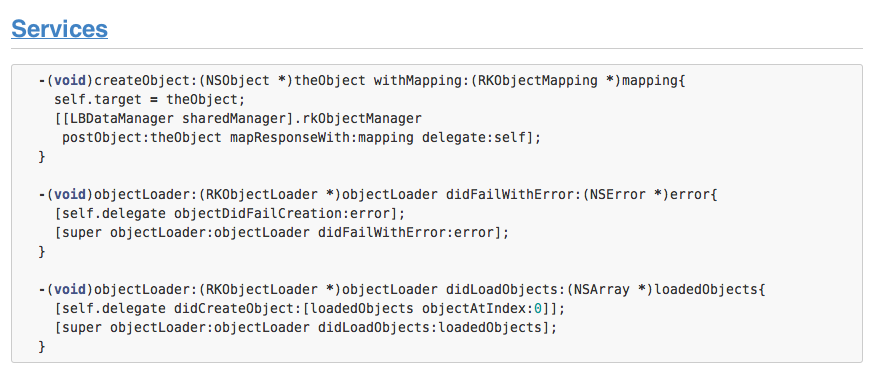 Services
-(void)createObject:(NSObject *)theObject withMapping:(RKObjectMapping *)mapping{
  self.target = theObject;
  [[LBDataManager sharedManager].rkObjectManager
   postObject:theObject mapResponseWith:mapping delegate:self];
}
-(void)objectLoader:(RKObjectLoader *)objectLoader didFailWithError:(NSError *)error{
  [self.delegate objectDidFailCreation:error];
  [super objectLoader:objectLoader didFailWithError:error];
}
-(void)objectLoader:(RKObjectLoader *)objectLoader didLoadObjects:(NSArray *)loadedObjects{
  [self.delegate didCreateObject:[loadedObjects objectAtIndex:0]];
  [super objectLoader:objectLoader didLoadObjects:loadedObjects];
}